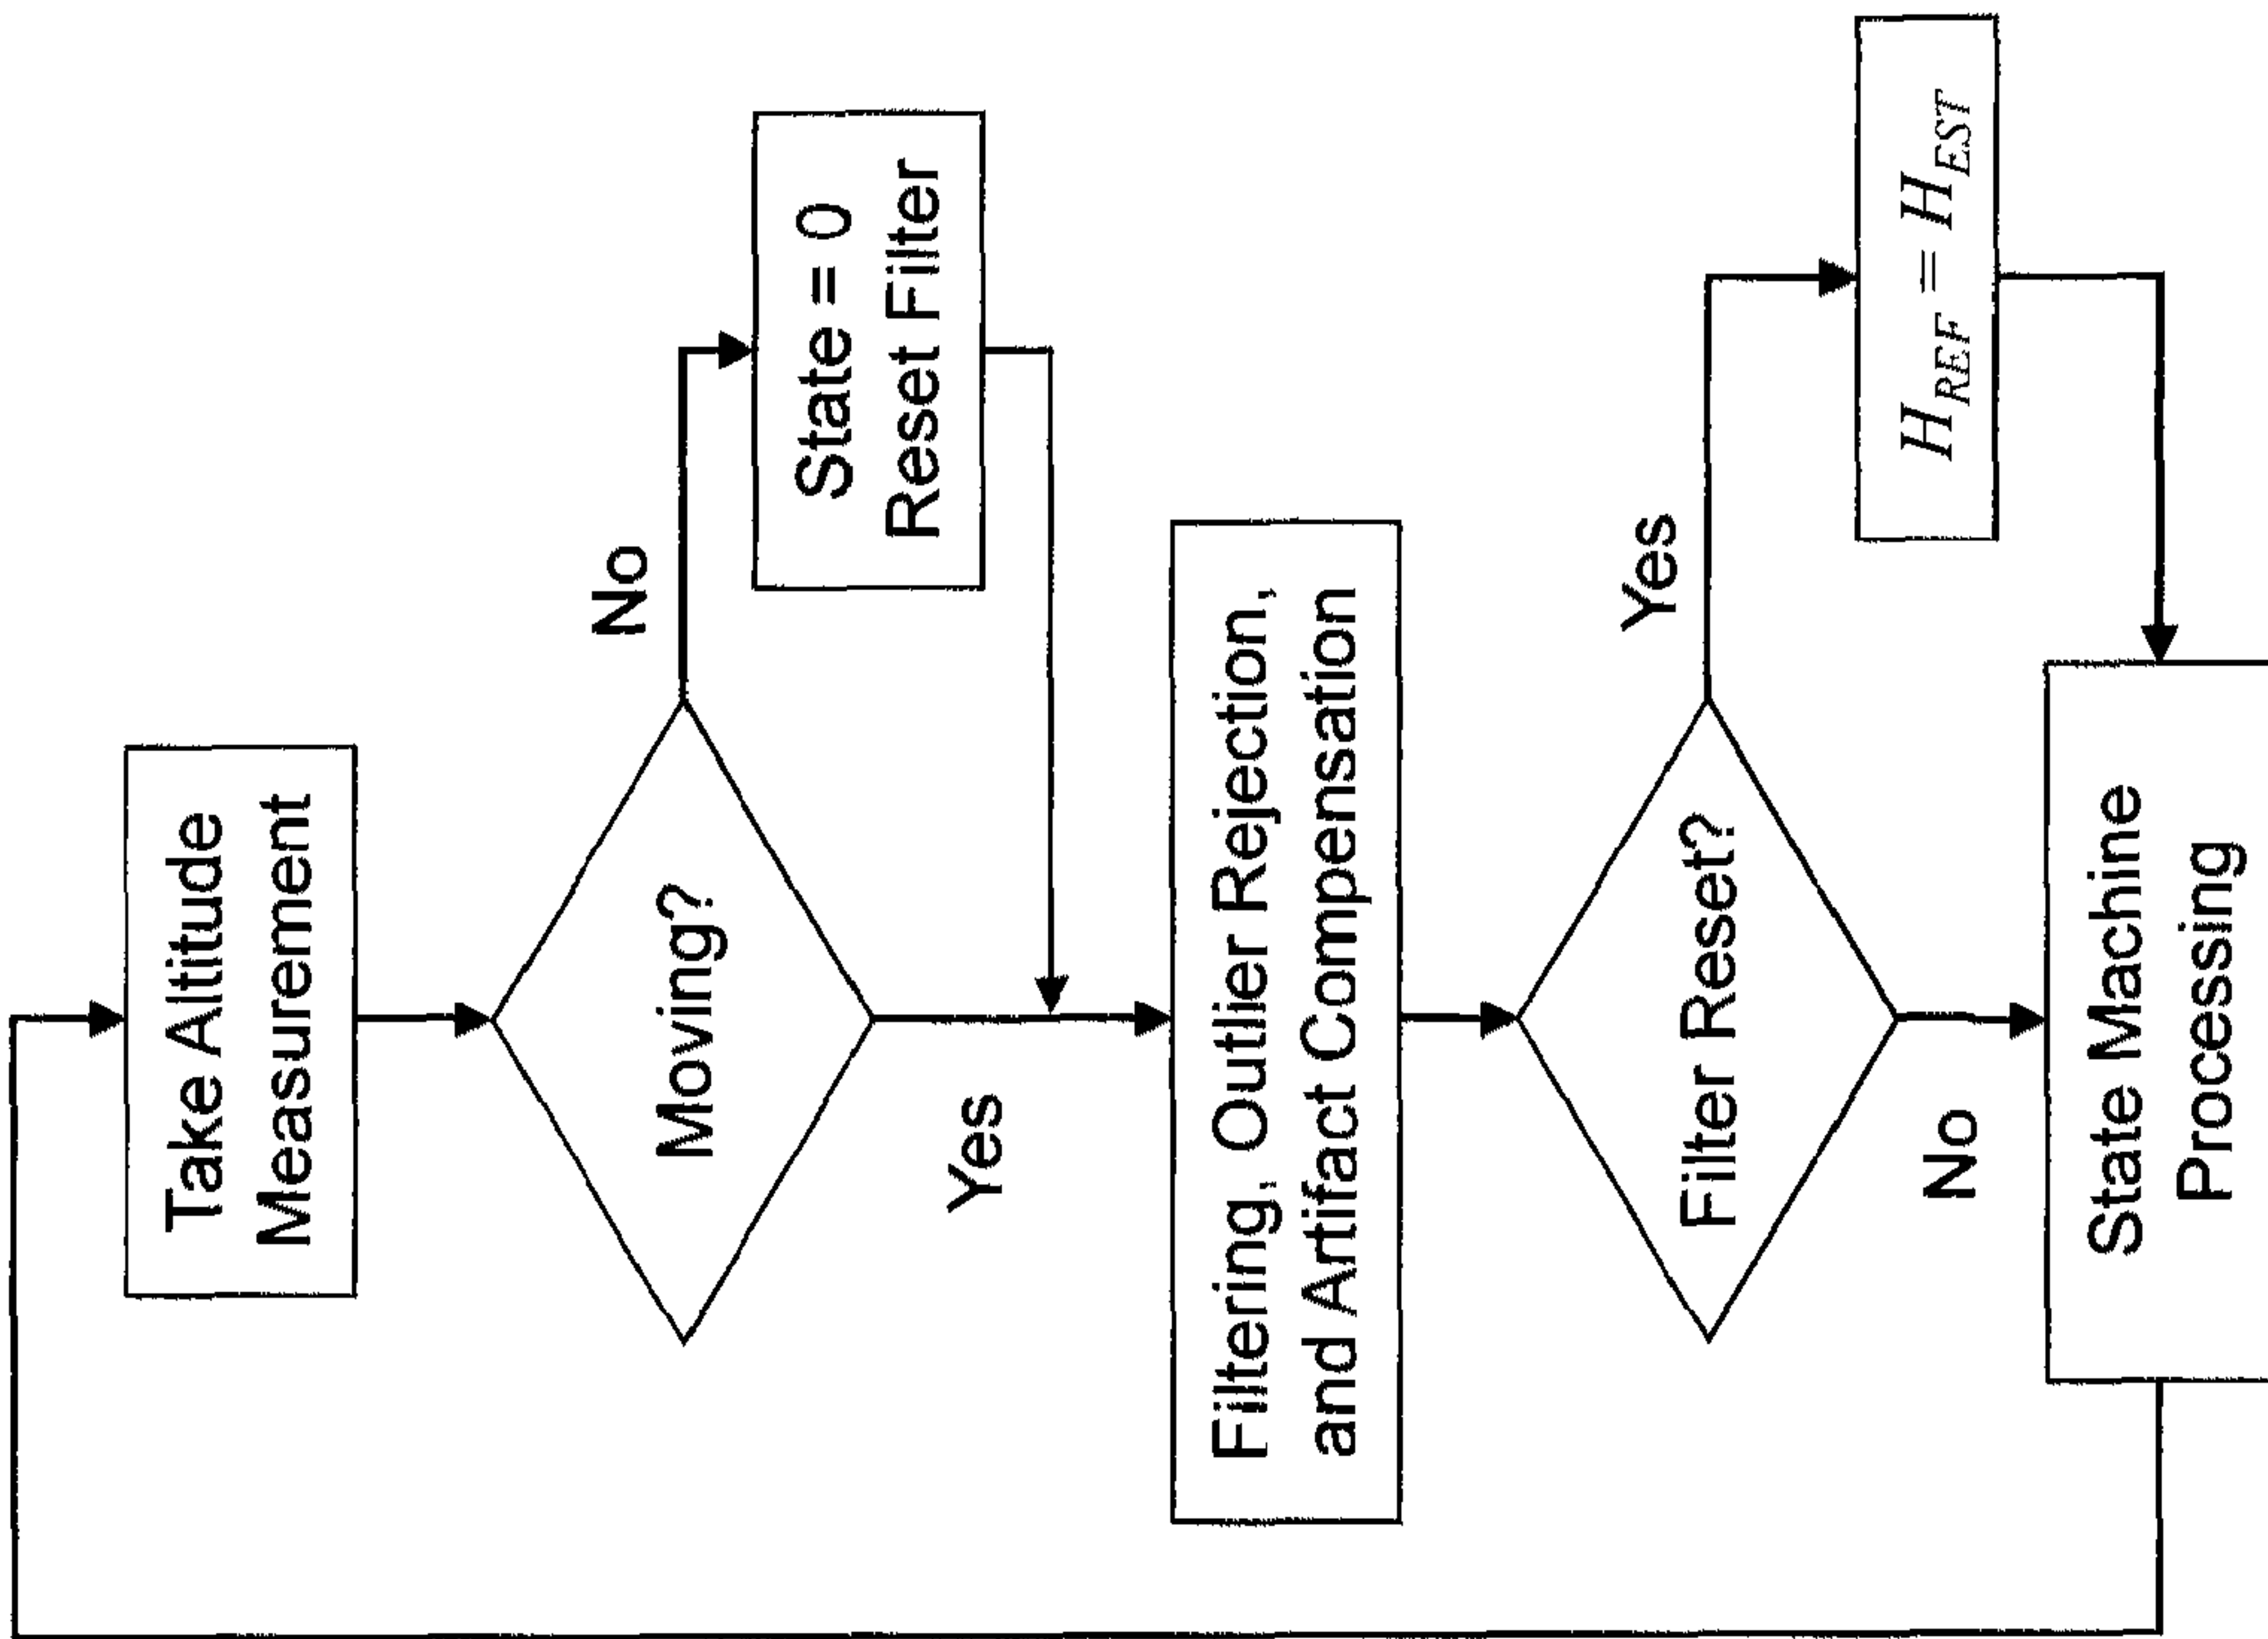 Take Altitude
Measurement
Moving?
No
State = 0
Reset Filter
Yes
Filtering, Outlier Rejection,
and Artifact Compensation
Filter Reset?
Yes
H_REF = H_EST
No
State Machine
Processing